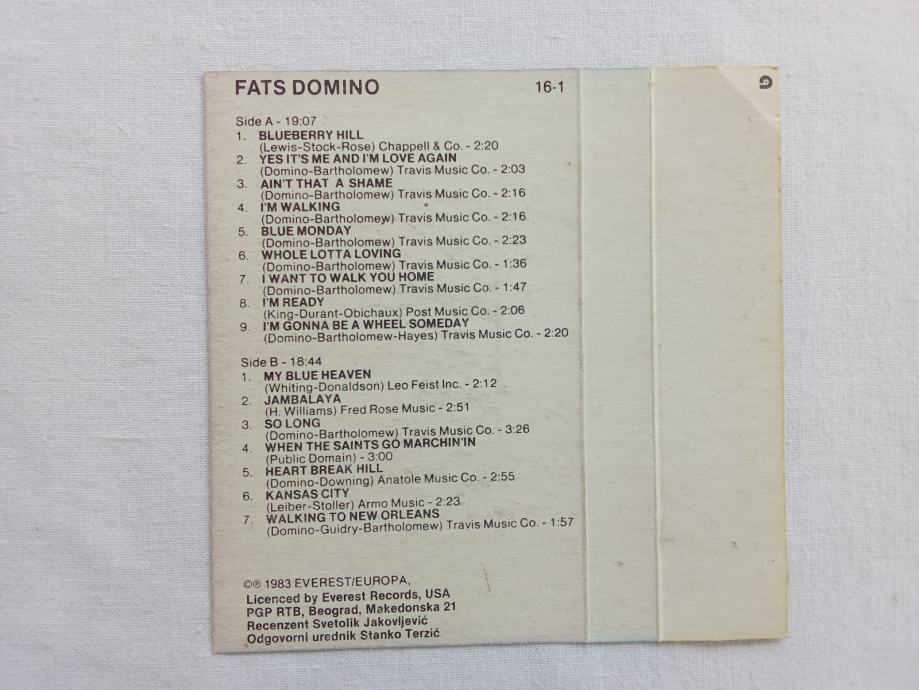 FATS DOMINO 16-1
Side A - 19:07
1. BLUEBERRY HILL
(Lewis-Stock-Rose) Chappell & Co. - 2:20
2. YES IT'S ME AND I'M LOVE AGAIN
(Domino-Bartholomew) Travis Music Co. - 2:03
3. AIN'T THAT A SHAME
(Domino-Bartholomew) Travis Music Co. - 2:16
4. I'M WALKING
(Domino-Bartholomew) Travis Music Co. - 2:16
5. BLUE MONDAY
(Domino-Bartholomew) Travis Music Co. - 2:23
6. WHOLE LOTTA LOVING
(Domino-Bartholomew) Travis Music Co. - 1:36
7. I WANT TO WALK YOU HOME
(Domino-Bartholomew) Travis Music Co. - 1:47
8. I'M READY
(King-Durant-Obichaux) Post Music Co. - 2:06
9. I'M GONNA BE A WHEEL SOMEDAY
(Domino-Bartholomew-Hayes) Travis Music Co. - 2:20
Side B - 18:44
1. MY BLUE HEAVEN
(Whiting-Donaldson) Leo Feist Inc. - 2:12
2. JAMBALAYA
(H. Williams) Fred Rose Music - 2:51
3. SO LONG
(Domino-Bartholomew) Travis Music Co. - 3:26
4. WHEN THE SAINTS GO MARCHIN'IN
(Public Domain) - 3:00
5. HEART BREAK HILL
(Domino-Downing) Anatole Music Co. - 2:55
6. KANSAS CITY
(Leiber-Stoller) Armo Music - 2:23
7. WALKING TO NEW ORLEANS
(Domino-Guidry-Bartholomew) Travis Music Co. - 1:57
©℗ 1983 EVEREST/EUROPA,
Licenced by Everest Records, USA
PGP RTB, Beograd, Makedonska 21
Recenzent Svetolik Jakovljević
Odgovorni urednik Stanko Terzić